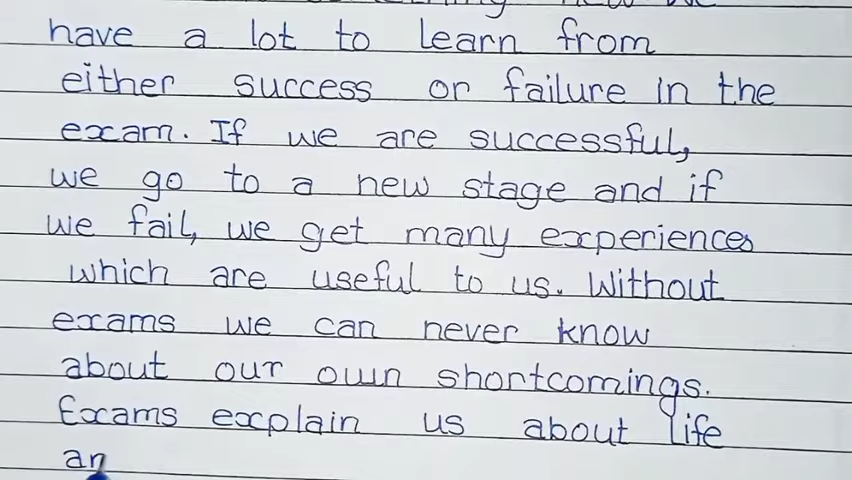 have a lot to learn from
either success or failure in the
exam. If we are successful,
we go to a new stage and if
we fail, we get many experiences
which are useful to us. Without
exams we can never know
about our own shortcomings.
Exams explain us about life
an